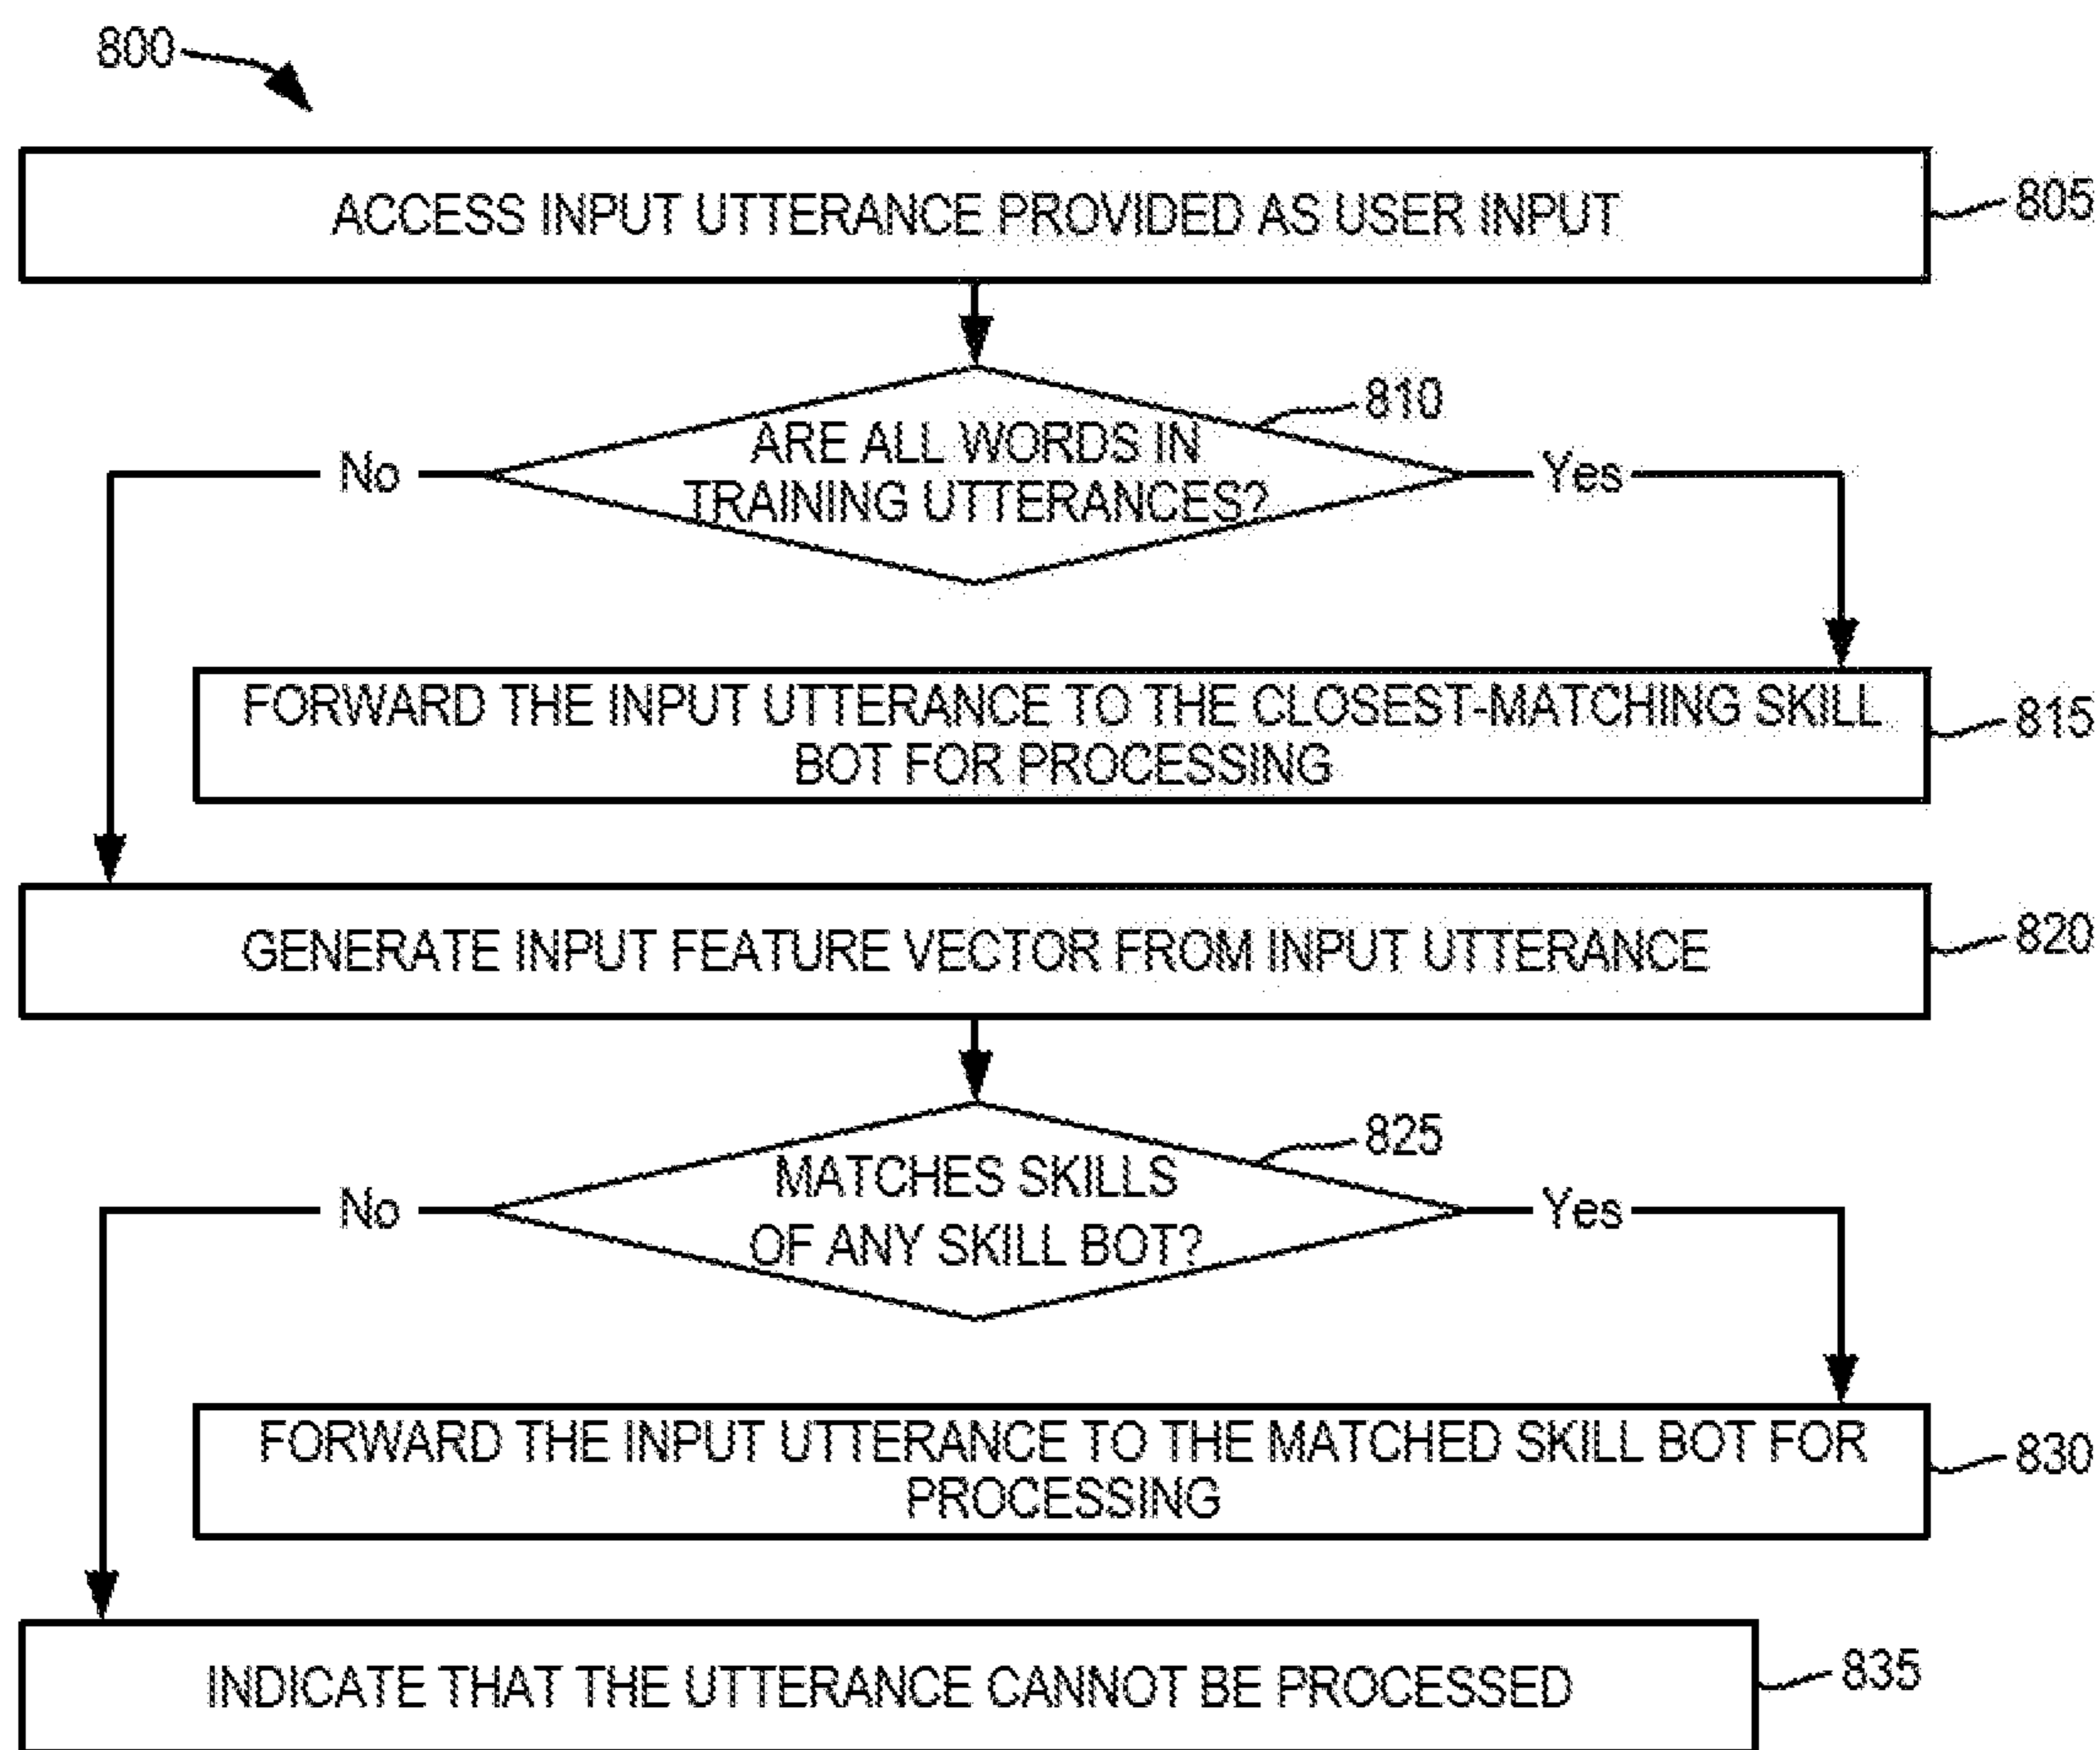 800
ACCESS INPUT UTTERANCE PROVIDED AS USER INPUT
805
810
ARE ALL WORDS IN
TRAINING UTTERANCES?
No
Yes
FORWARD THE INPUT UTTERANCE TO THE CLOSEST-MATCHING SKILL
BOT FOR PROCESSING
815
GENERATE INPUT FEATURE VECTOR FROM INPUT UTTERANCE
820
825
MATCHES SKILLS
OF ANY SKILL BOT?
No
Yes
FORWARD THE INPUT UTTERANCE TO THE MATCHED SKILL BOT FOR
PROCESSING
830
INDICATE THAT THE UTTERANCE CANNOT BE PROCESSED
835